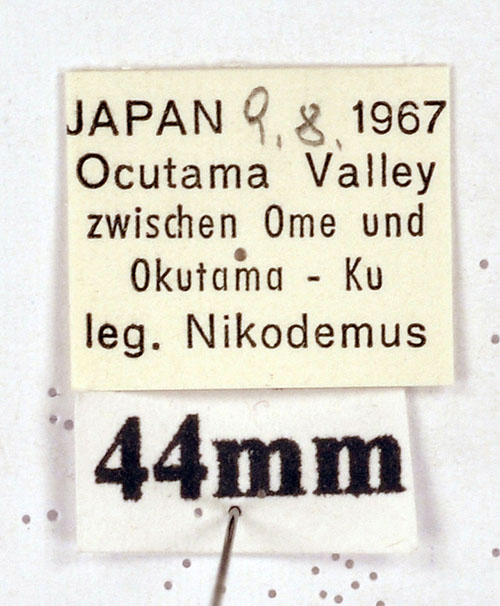 JAPAN 9.8. 1967
Ocutama Valley
zwischen Ome und
Okutama - Ku
leg. Nikodemus
44mm